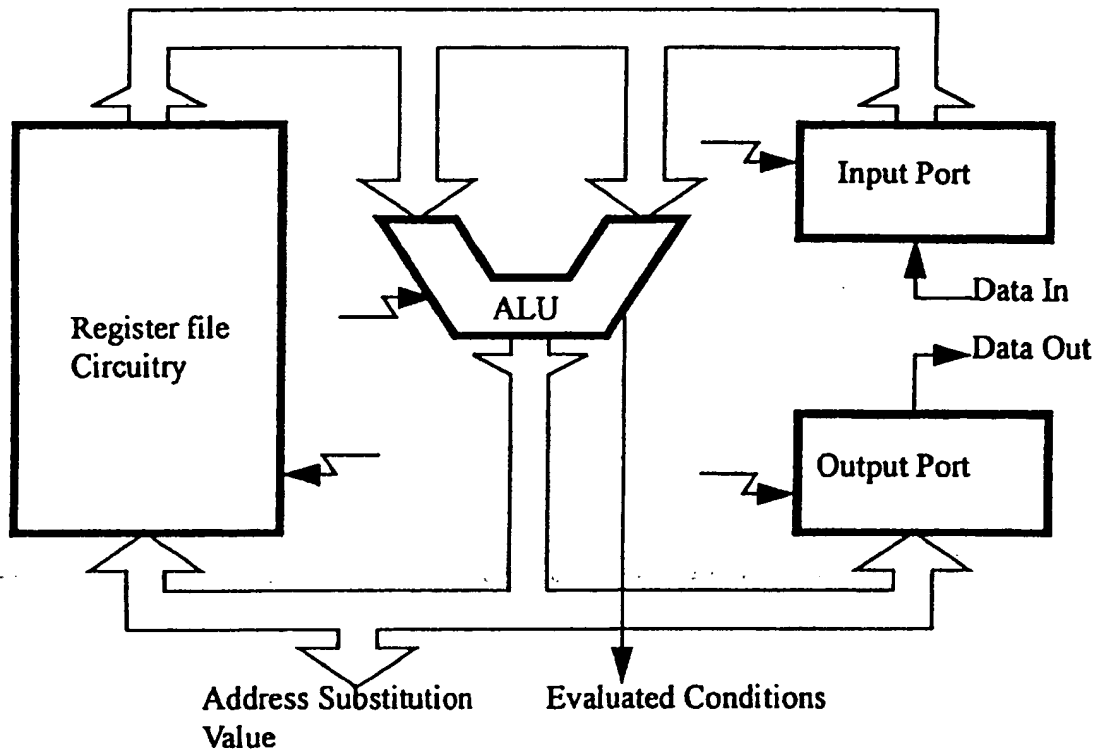 Input Port
Data In
ALU
Register file
Circuitry
Data Out
Output Port
Address Substitution
Value
Evaluated Conditions